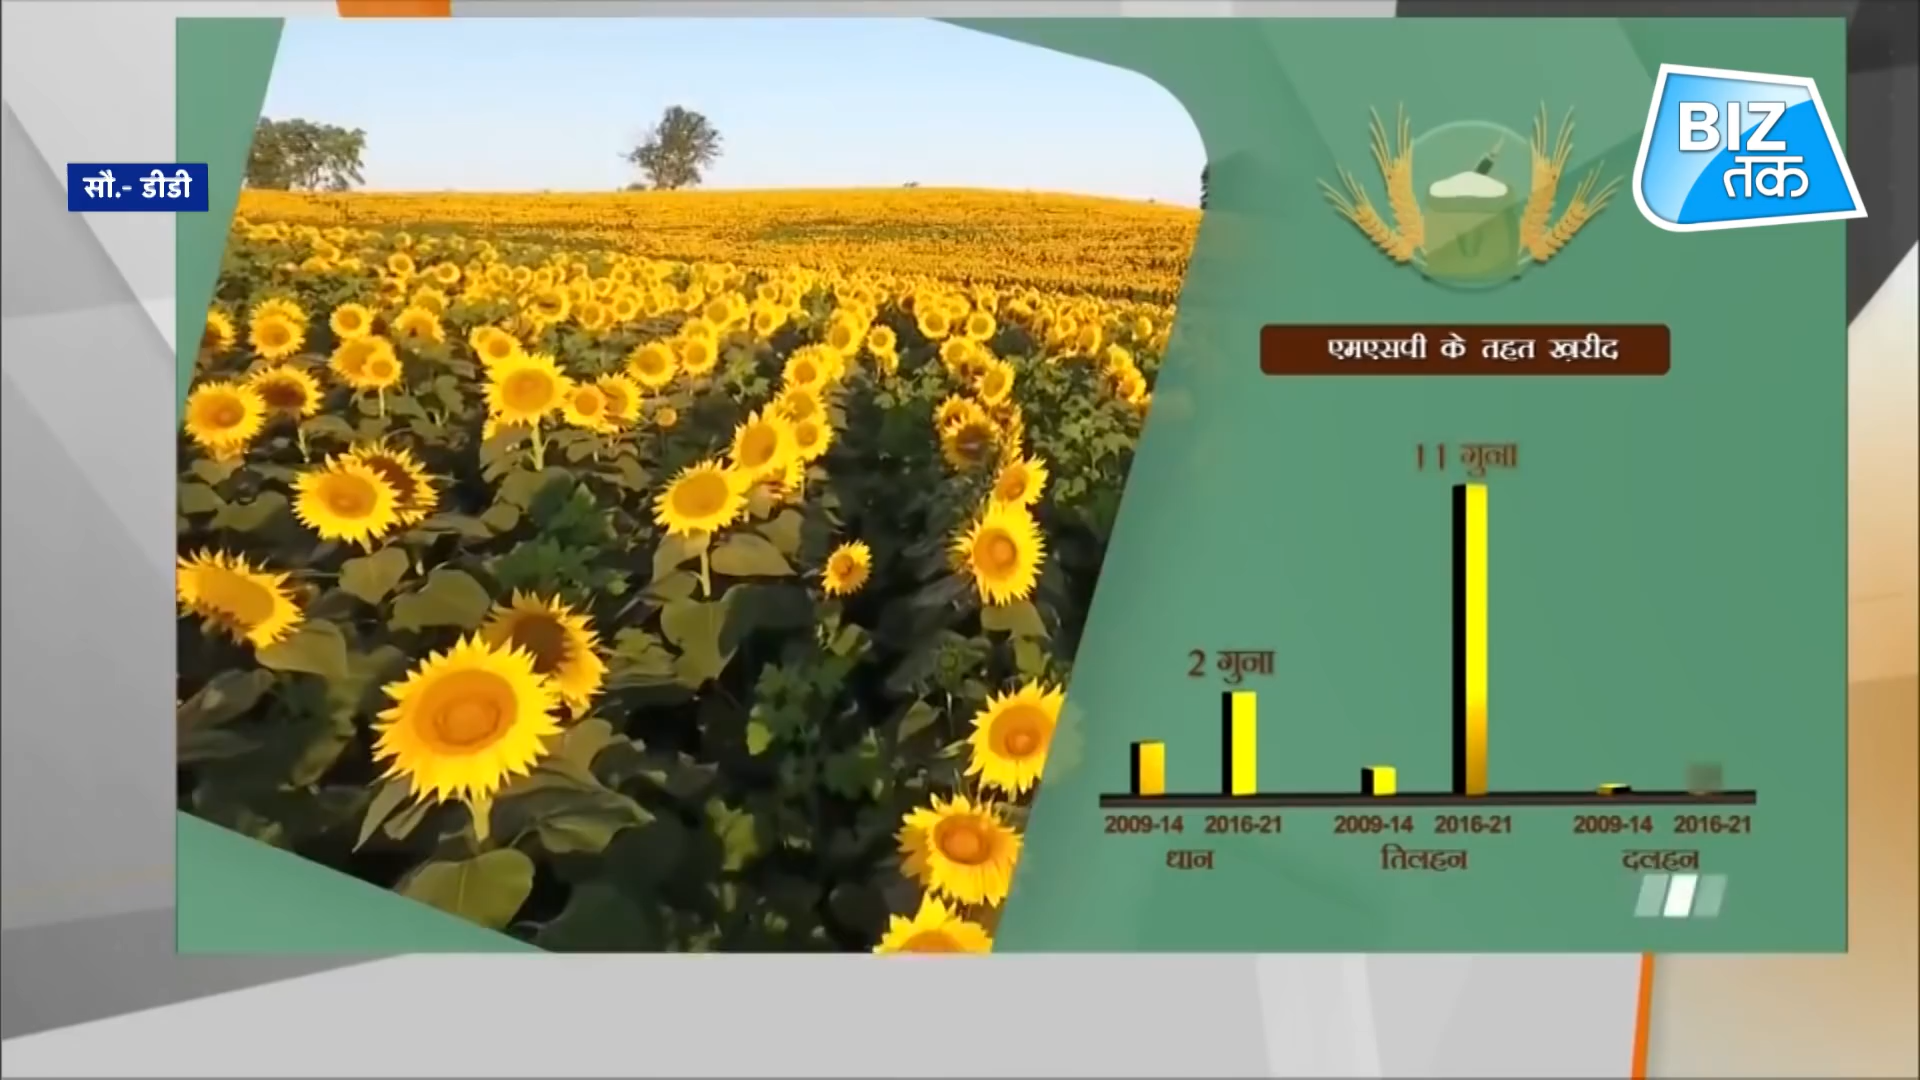 BIZ
तक
सौ.- डीडी
एमएसपी के तहत ख़रीद
11 गुना
2 गुना
2009-14 2016-21 2009-14 2016-21 2009-14 2016-21
धान तिलहन दलहन